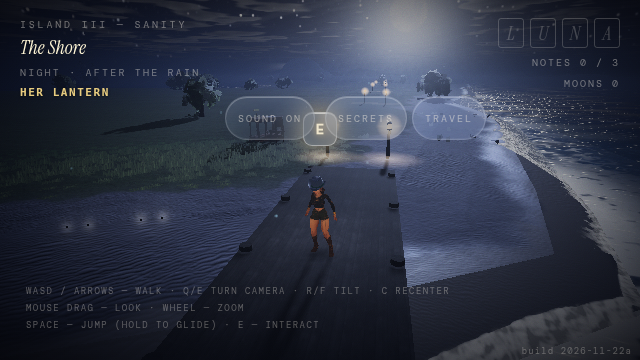 ISLAND III — SANITY
The Shore
NIGHT · AFTER THE RAIN
HER LANTERN
L U N A
NOTES 0 / 3
MOONS 0
SOUND ON
E
SECRETS
TRAVEL
WASD / ARROWS — WALK · Q/E TURN CAMERA · R/F TILT · C RECENTER
MOUSE DRAG — LOOK · WHEEL — ZOOM
SPACE — JUMP (HOLD TO GLIDE) · E — INTERACT
build 2026-11-22a